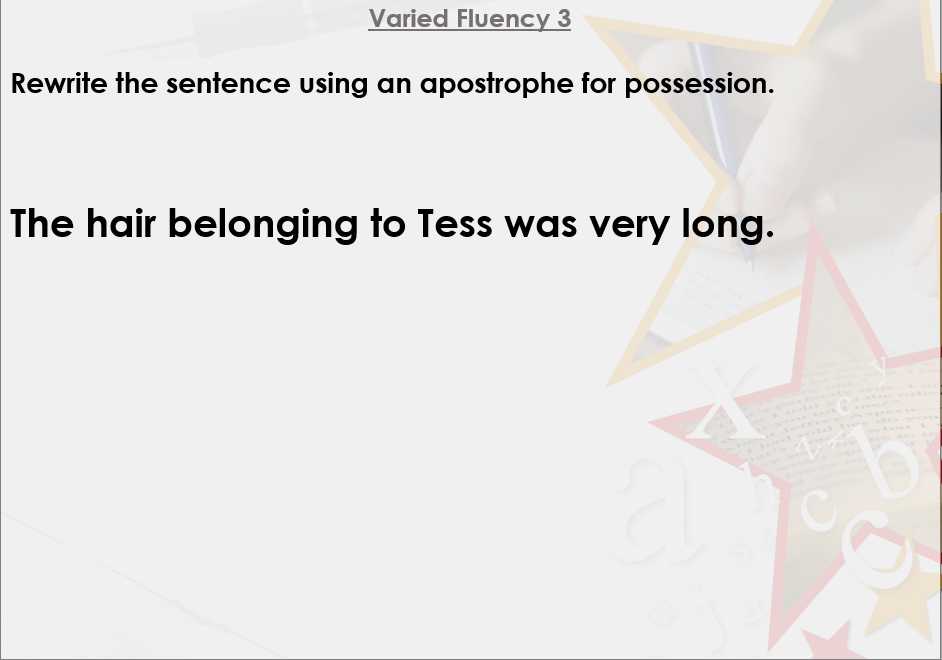 Varied Fluency 3
Rewrite the sentence using an apostrophe for possession.
The hair belonging to Tess was very long.